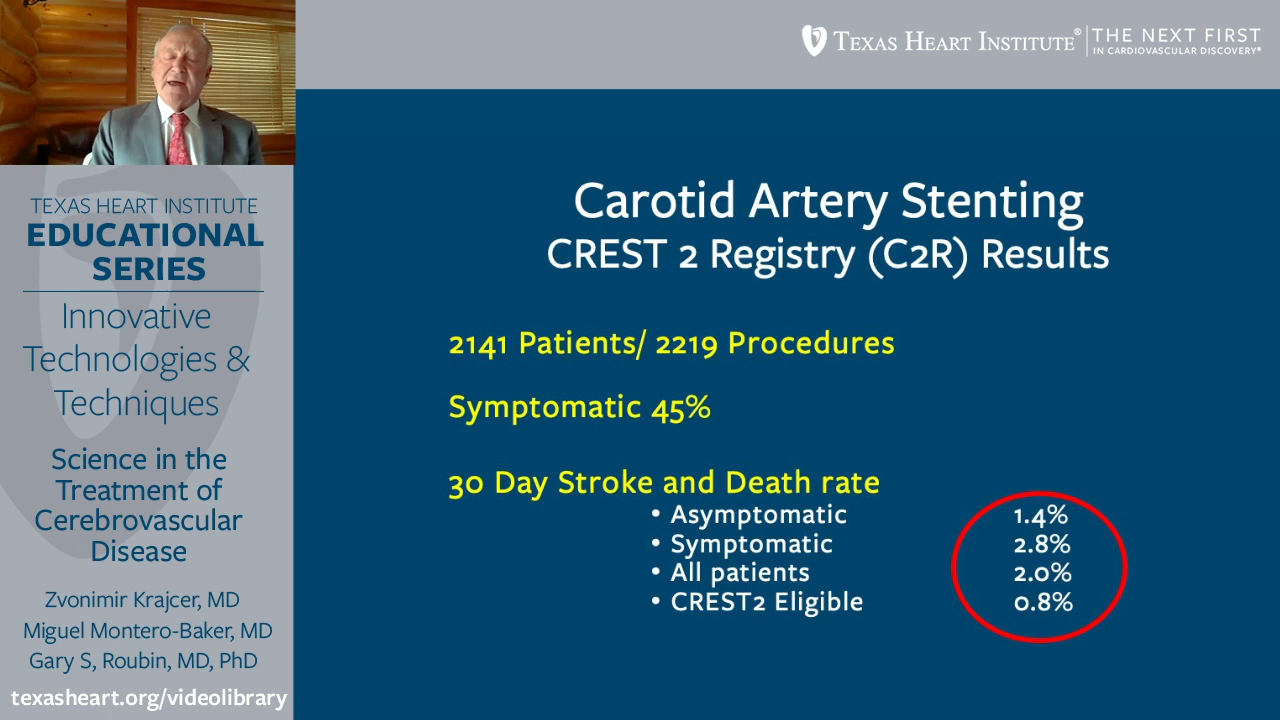 TEXAS HEART INSTITUTE® THE NEXT FIRST
IN CARDIOVASCULAR DISCOVERY®
TEXAS HEART INSTITUTE
EDUCATIONAL
SERIES
Innovative
Technologies &
Techniques
Science in the
Treatment of
Cerebrovascular
Disease
Zvonimir Krajcer, MD
Miguel Montero-Baker, MD
Gary S, Roubin, MD, PhD
texasheart.org/videolibrary
Carotid Artery Stenting
CREST 2 Registry (C2R) Results
2141 Patients/ 2219 Procedures
Symptomatic 45%
30 Day Stroke and Death rate
• Asymptomatic 1.4%
• Symptomatic 2.8%
• All patients 2.0%
• CREST2 Eligible 0.8%